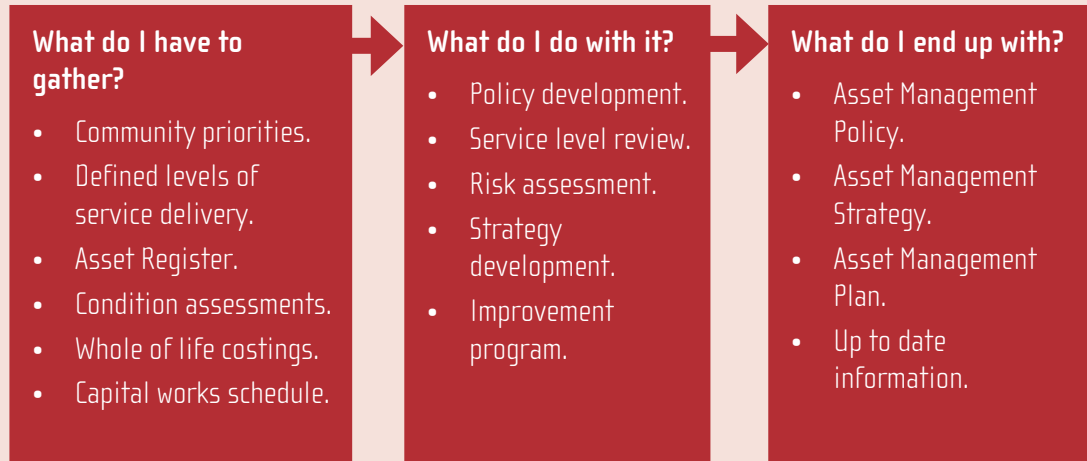 What do I have to
gather?
• Community priorities.
• Defined levels of
service delivery.
• Asset Register.
• Condition assessments.
• Whole of life costings.
• Capital works schedule.
What do I do with it?
• Policy development.
• Service level review.
• Risk assessment.
• Strategy
development.
• Improvement
program.
What do I end up with?
• Asset Management
Policy.
• Asset Management
Strategy.
• Asset Management
Plan.
• Up to date
information.